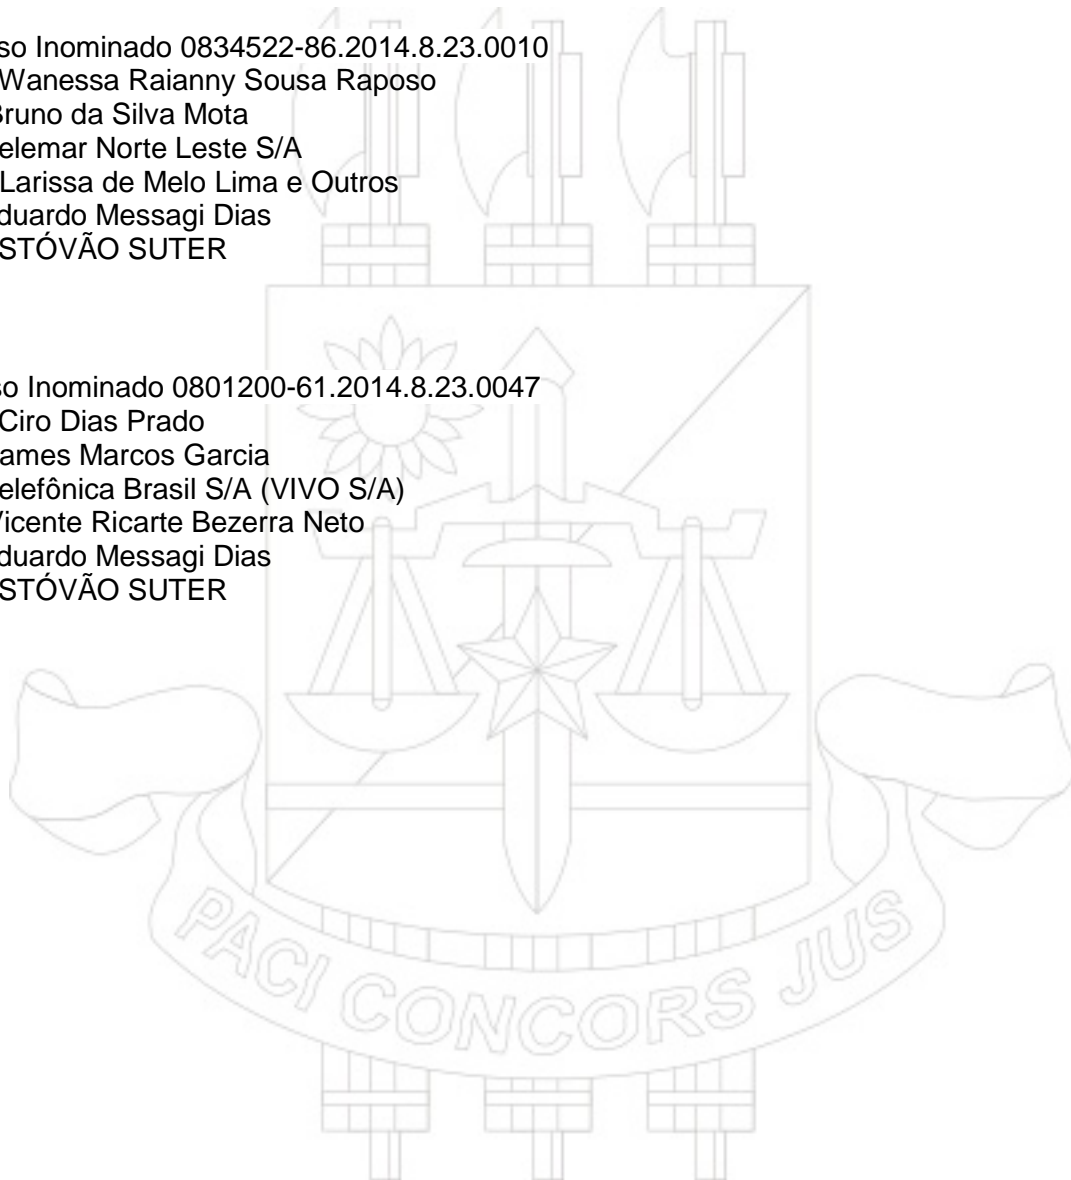 so Inominado 0834522-86.2014.8.23.0010
Wanessa Raianny Sousa Raposo
Bruno da Silva Mota
elemar Norte Leste S/A
Larissa de Melo Lima e Outros
duardo Messagi Dias
STÓVÃO SUTER
so Inominado 0801200-61.2014.8.23.0047
Ciro Dias Prado
ames Marcos Garcia
elefônica Brasil S/A (VIVO S/A)
Vicente Ricarte Bezerra Neto
duardo Messagi Dias
STÓVÃO SUTER
PACI CONCORS JUS